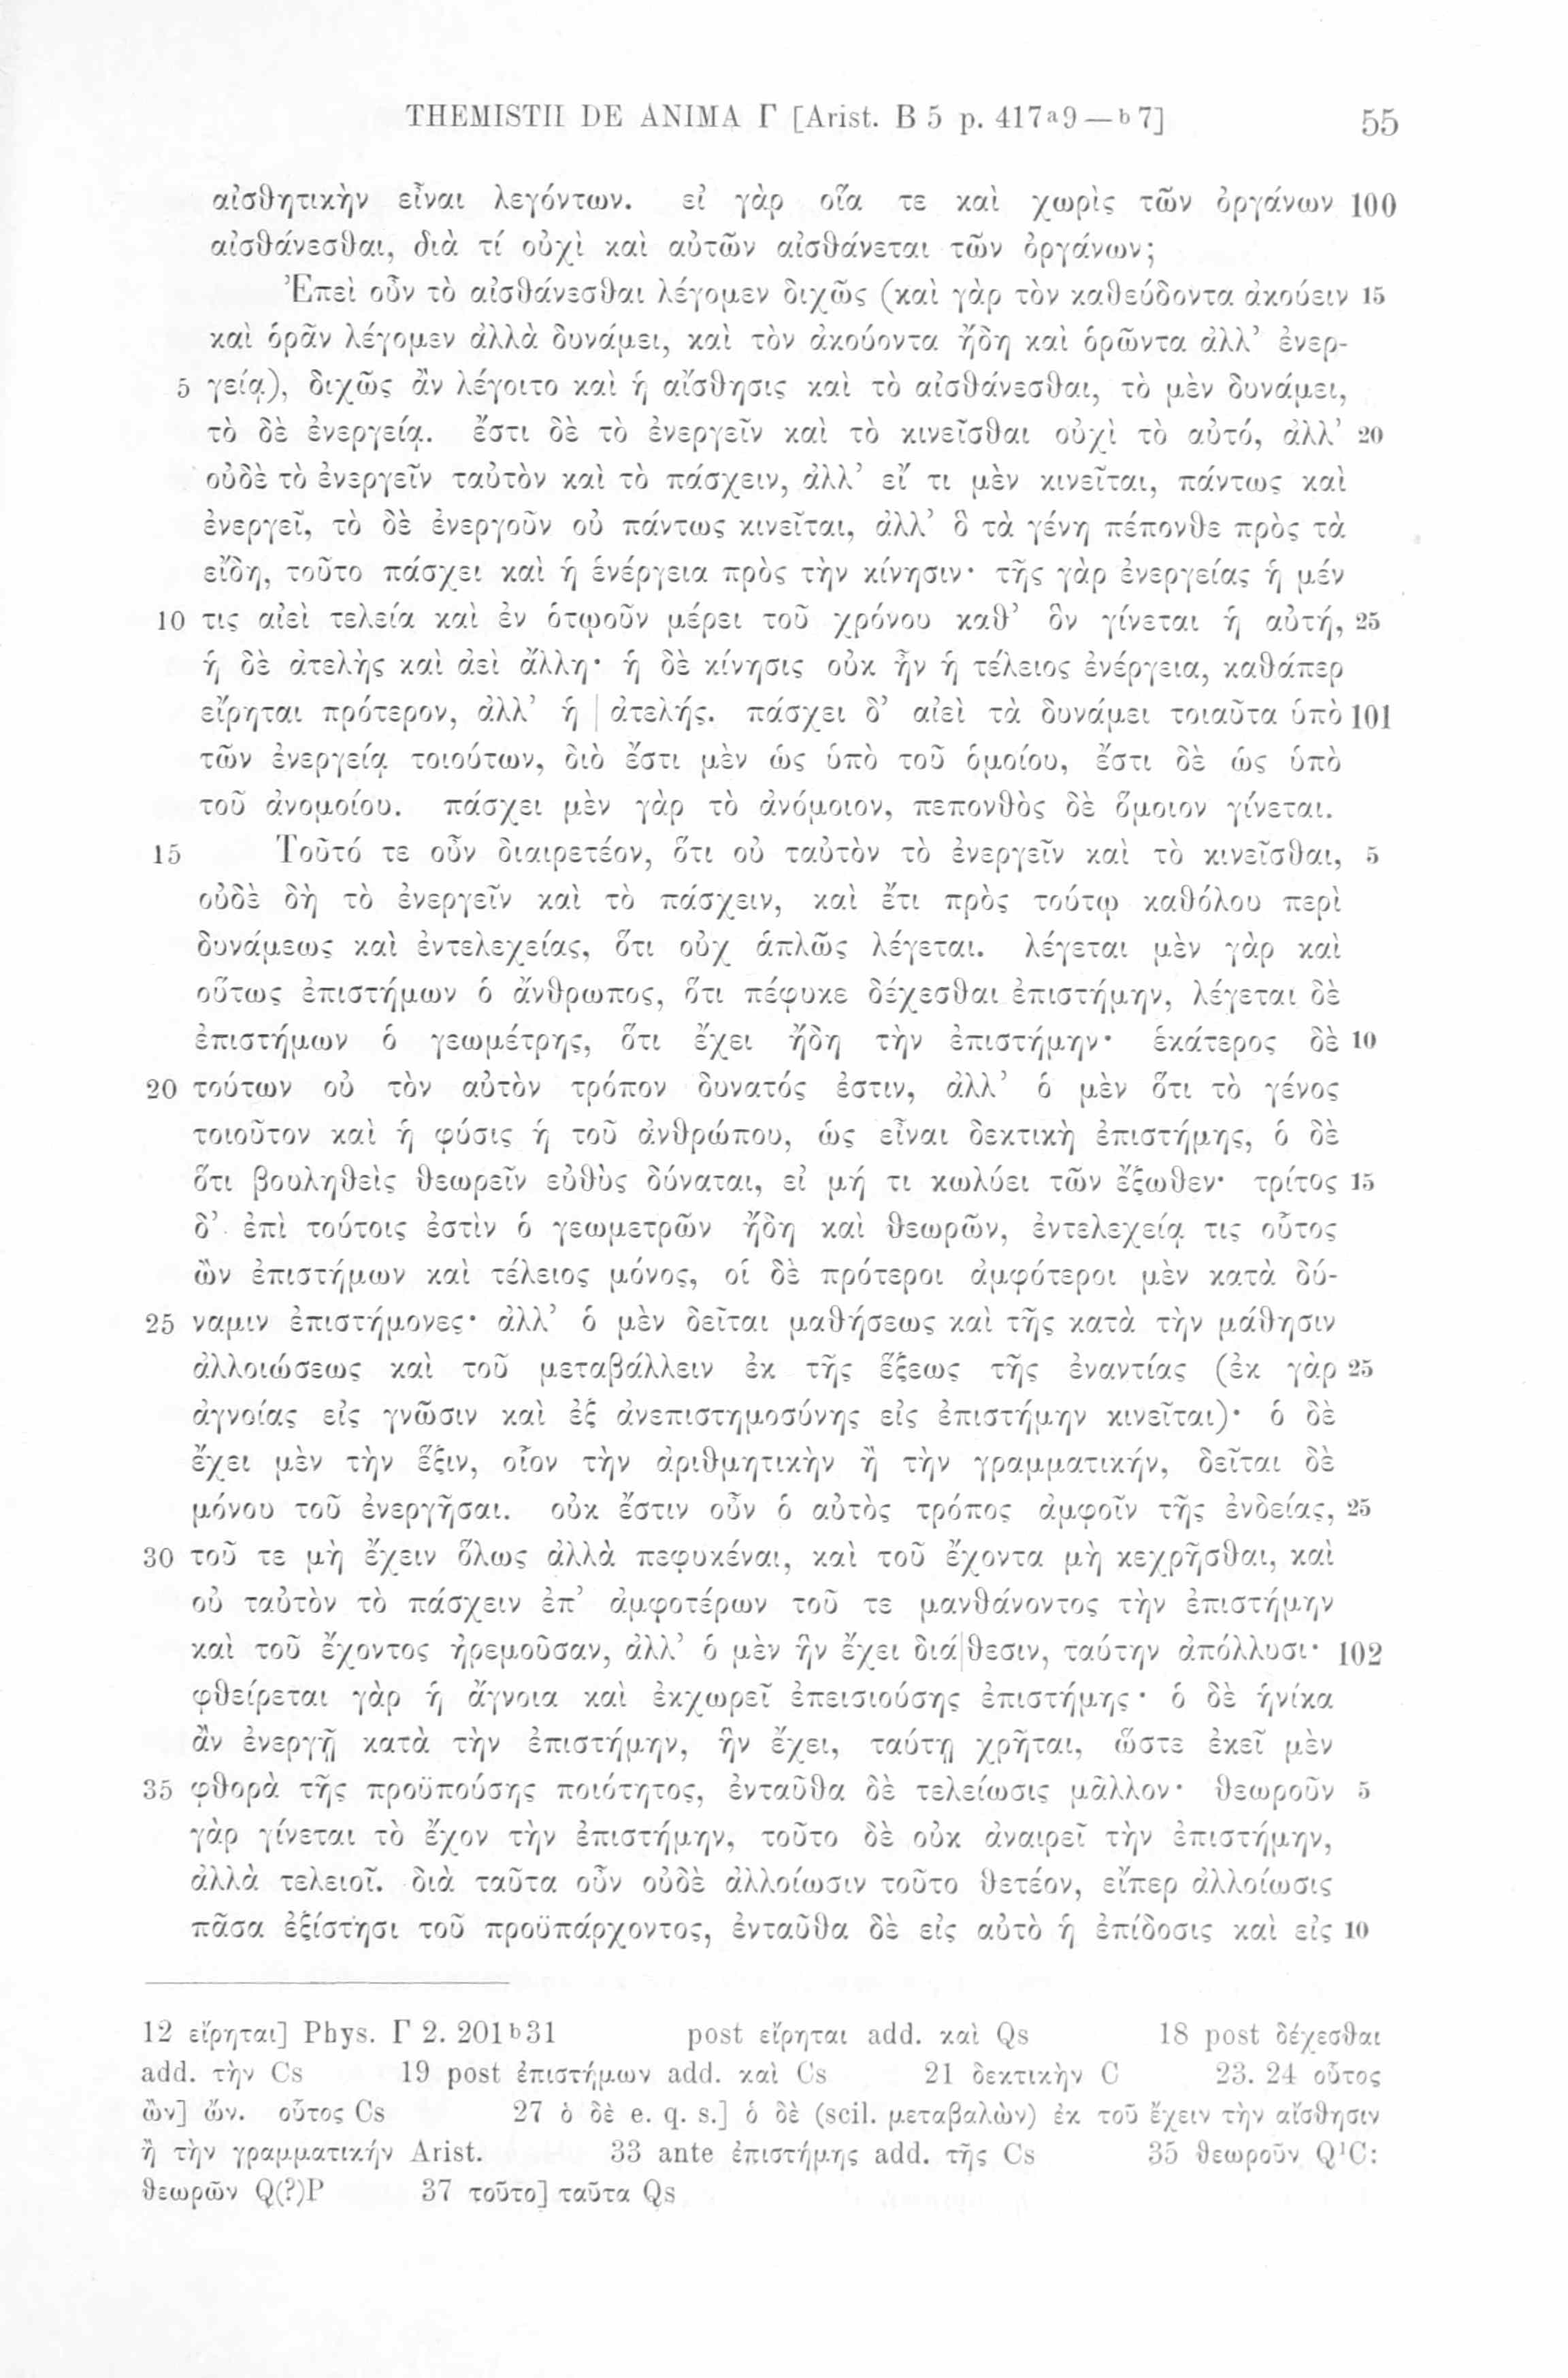 THEMISTII DE ANIMA Γ [Arist. B 5 p. 417a9—b7] 55
αἰσθητικὴν εἶναι λεγόντων. εἰ γὰρ οἵα τε καὶ χωρὶς τῶν ὀργάνων 100
αἰσθάνεσθαι, διὰ τί οὐχὶ καὶ αὐτῶν αἰσθάνεται τῶν ὀργάνων;
Ἐπεὶ οὖν τὸ αἰσθάνεσθαι λέγομεν διχῶς (καὶ γὰρ τὸν καθεύδοντα ἀκούειν 15
καὶ ὁρᾶν λέγομεν ἀλλὰ δυνάμει, καὶ τὸν ἀκούοντα ἤδη καὶ ὁρῶντα ἀλλ’ ἐνερ-
5 γείᾳ), διχῶς ἂν λέγοιτο καὶ ἡ αἴσθησις καὶ τὸ αἰσθάνεσθαι, τὸ μὲν δυνάμει,
τὸ δὲ ἐνεργείᾳ. ἔστι δὲ τὸ ἐνεργεῖν καὶ τὸ κινεῖσθαι οὐχὶ τὸ αὐτό, ἀλλ’ 20
οὐδὲ τὸ ἐνεργεῖν ταὐτὸν καὶ τὸ πάσχειν, ἀλλ’ εἴ τι μὲν κινεῖται, πάντως καὶ
ἐνεργεῖ, τὸ δὲ ἐνεργοῦν οὐ πάντως κινεῖται, ἀλλ’ ὃ τὰ γένη πέπονθε πρὸς τὰ
εἴδη, τοῦτο πάσχει καὶ ἡ ἐνέργεια πρὸς τὴν κίνησιν· τῆς γὰρ ἐνεργείας ἡ μέν
10 τις αἰεὶ τελεία καὶ ἐν ὁτῳοῦν μέρει τοῦ χρόνου καθ’ ὃν γίνεται ἡ αὐτή, 25
ἡ δὲ ἀτελὴς καὶ ἀεὶ ἄλλη· ἡ δὲ κίνησις οὐκ ἦν ἡ τέλειος ἐνέργεια, καθάπερ
εἴρηται πρότερον, ἀλλ’ ἡ | ἀτελής. πάσχει δ’ αἰεὶ τὰ δυνάμει τοιαῦτα ὑπὸ 101
τῶν ἐνεργείᾳ τοιούτων, διὸ ἔστι μὲν ὡς ὑπὸ τοῦ ὁμοίου, ἔστι δὲ ὡς ὑπὸ
τοῦ ἀνομοίου. πάσχει μὲν γὰρ τὸ ἀνόμοιον, πεπονθὸς δὲ ὅμοιον γίνεται.
15 Τοῦτό τε οὖν διαιρετέον, ὅτι οὐ ταὐτὸν τὸ ἐνεργεῖν καὶ τὸ κινεῖσθαι, 5
οὐδὲ δὴ τὸ ἐνεργεῖν καὶ τὸ πάσχειν, καὶ ἔτι πρὸς τούτῳ καθόλου περὶ
δυνάμεως καὶ ἐντελεχείας, ὅτι οὐχ ἁπλῶς λέγεται. λέγεται μὲν γὰρ καὶ
οὕτως ἐπιστήμων ὁ ἄνθρωπος, ὅτι πέφυκε δέχεσθαι ἐπιστήμην, λέγεται δὲ
ἐπιστήμων ὁ γεωμέτρης, ὅτι ἔχει ἤδη τὴν ἐπιστήμην· ἑκάτερος δὲ 10
20 τούτων οὐ τὸν αὐτὸν τρόπον δυνατός ἐστιν, ἀλλ’ ὁ μὲν ὅτι τὸ γένος
τοιοῦτον καὶ ἡ φύσις ἡ τοῦ ἀνθρώπου, ὡς εἶναι δεκτικὴ ἐπιστήμης, ὁ δὲ
ὅτι βουληθεὶς θεωρεῖν εὐθὺς δύναται, εἰ μή τι κωλύει τῶν ἔξωθεν· τρίτος 15
δ’ ἐπὶ τούτοις ἐστὶν ὁ γεωμετρῶν ἤδη καὶ θεωρῶν, ἐντελεχείᾳ τις οὗτος
ὢν ἐπιστήμων καὶ τέλειος μόνος, οἱ δὲ πρότεροι ἀμφότεροι μὲν κατὰ δύ-
25 ναμιν ἐπιστήμονες· ἀλλ’ ὁ μὲν δεῖται μαθήσεως καὶ τῆς κατὰ τὴν μάθησιν
ἀλλοιώσεως καὶ τοῦ μεταβάλλειν ἐκ τῆς ἕξεως τῆς ἐναντίας (ἐκ γὰρ 25
ἀγνοίας εἰς γνῶσιν καὶ ἐξ ἀνεπιστημοσύνης εἰς ἐπιστήμην κινεῖται)· ὁ δὲ
ἔχει μὲν τὴν ἕξιν, οἷον τὴν ἀριθμητικὴν ἢ τὴν γραμματικήν, δεῖται δὲ
μόνου τοῦ ἐνεργῆσαι. οὐκ ἔστιν οὖν ὁ αὐτὸς τρόπος ἀμφοῖν τῆς ἐνδείας, 25
30 τοῦ τε μὴ ἔχειν ὅλως ἀλλὰ πεφυκέναι, καὶ τοῦ ἔχοντα μὴ κεχρῆσθαι, καὶ
οὐ ταὐτὸν τὸ πάσχειν ἐπ’ ἀμφοτέρων τοῦ τε μανθάνοντος τὴν ἐπιστήμην
καὶ τοῦ ἔχοντος ἠρεμοῦσαν, ἀλλ’ ὁ μὲν ἣν ἔχει διά|θεσιν, ταύτην ἀπόλλυσι· 102
φθείρεται γὰρ ἡ ἄγνοια καὶ ἐκχωρεῖ ἐπεισιούσης ἐπιστήμης· ὁ δὲ ἡνίκα
ἂν ἐνεργῇ κατὰ τὴν ἐπιστήμην, ἣν ἔχει, ταύτῃ χρῆται, ὥστε ἐκεῖ μὲν
35 φθορὰ τῆς προϋπούσης ποιότητος, ἐνταῦθα δὲ τελείωσις μᾶλλον· θεωροῦν 5
γὰρ γίνεται τὸ ἔχον τὴν ἐπιστήμην, τοῦτο δὲ οὐκ ἀναιρεῖ τὴν ἐπιστήμην,
ἀλλὰ τελειοῖ. διὰ ταῦτα οὖν οὐδὲ ἀλλοίωσιν τοῦτο θετέον, εἴπερ ἀλλοίωσις
πᾶσα ἐξίστησι τοῦ προϋπάρχοντος, ἐνταῦθα δὲ εἰς αὐτὸ ἡ ἐπίδοσις καὶ εἰς 10
12 εἴρηται] Phys. Γ 2. 201b31 post εἴρηται add. καὶ Qs 18 post δέχεσθαι
add. τὴν Cs 19 post ἐπιστήμων add. καὶ Cs 21 δεκτικὴν C 23. 24 οὗτος
ὢν] ὤν. οὗτος Cs 27 ὁ δὲ e. q. s.] ὁ δὲ (scil. μεταβαλὼν) ἐκ τοῦ ἔχειν τὴν αἴσθησιν
ἢ τὴν γραμματικήν Arist. 33 ante ἐπιστήμης add. τῆς Cs 35 θεωροῦν Q¹C:
θεωρῶν Q(?)P 37 τοῦτο] ταῦτα Qs